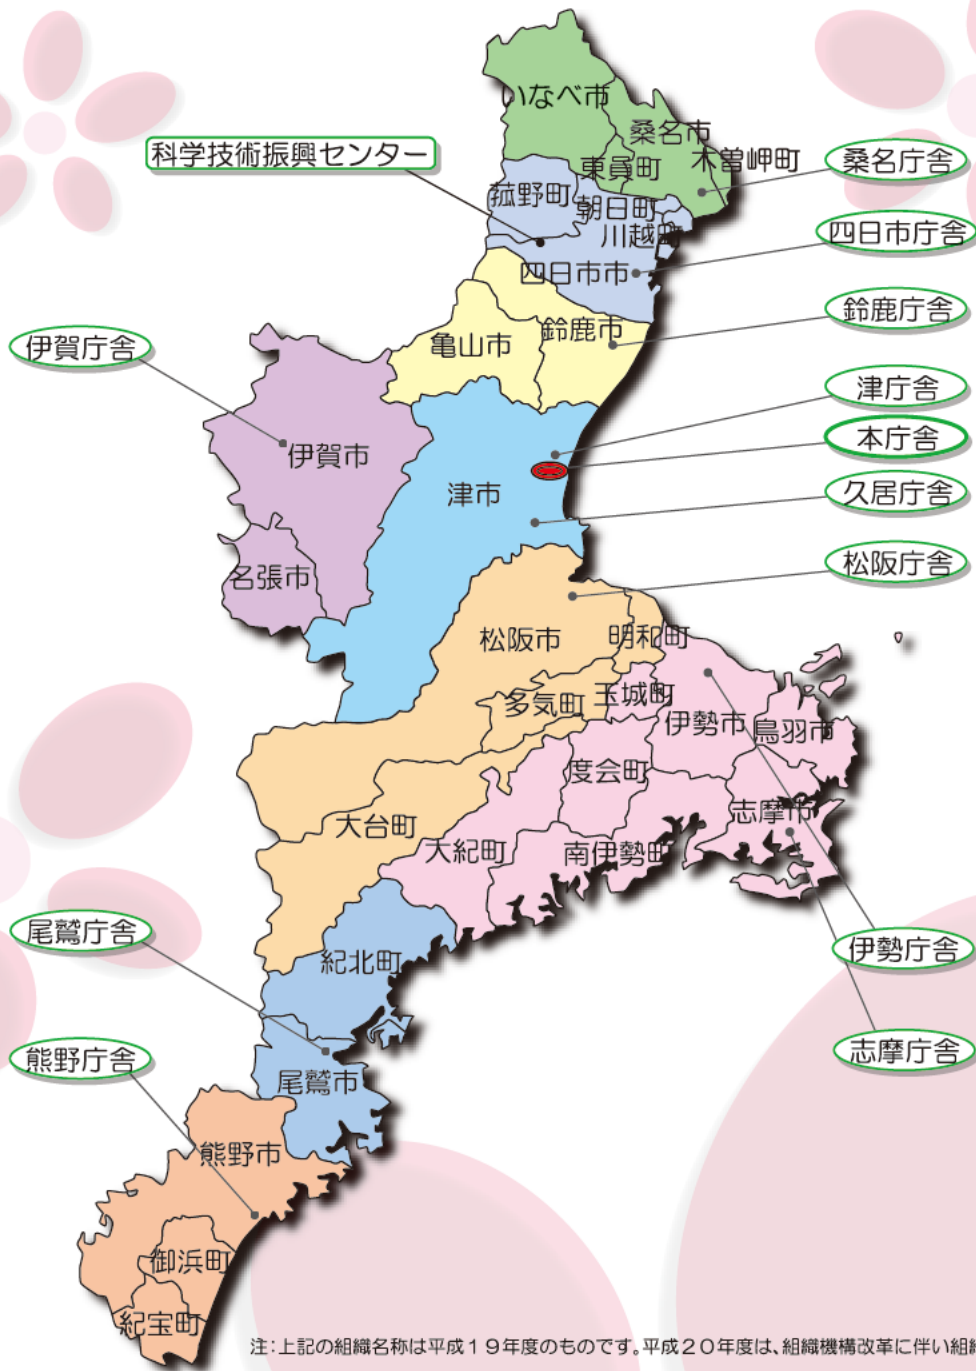 いなべ市
桑名市
木曽岬町
東員町
科学技術振興センター
桑名庁舎
菰野町
朝日町
川越町
四日市庁舎
四日市市
鈴鹿庁舎
鈴鹿市
亀山市
伊賀庁舎
津庁舎
本庁舎
伊賀市
津市
久居庁舎
松阪庁舎
名張市
松阪市
明和町
玉城町
多気町
伊勢市
鳥羽市
度会町
志摩市
大台町
大紀町
南伊勢町
尾鷲庁舎
紀北町
伊勢庁舎
志摩庁舎
熊野庁舎
尾鷲市
熊野市
御浜町
紀宝町
注:上記の組織名称は平成19年度のものです。平成20年度は、組織機構改革に伴い組